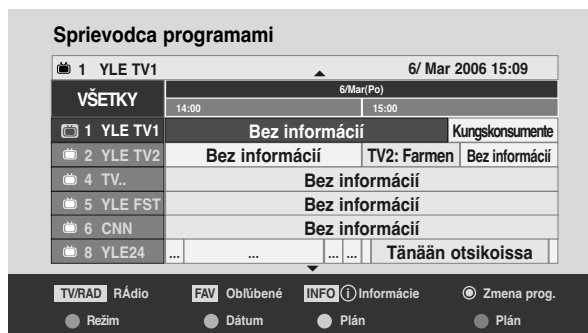 Sprievodca programami
1 YLE TV1 6/ Mar 2006 15:09
VŠETKY 6/Mar(Po)
14:00 15:00
1 YLE TV1 Bez informácií Kungskonsumente
2 YLE TV2 Bez informácií TV2: Farmen Bez informácií
4 TV.. Bez informácií
5 YLE FST Bez informácií
6 CNN Bez informácií
8 YLE24 ... ... ... ... Tänään otsikoissa
TV/RAD RÁdio FAV Obľúbené INFO i Informácie Zmena prog.
Režim Dátum Plán Plán